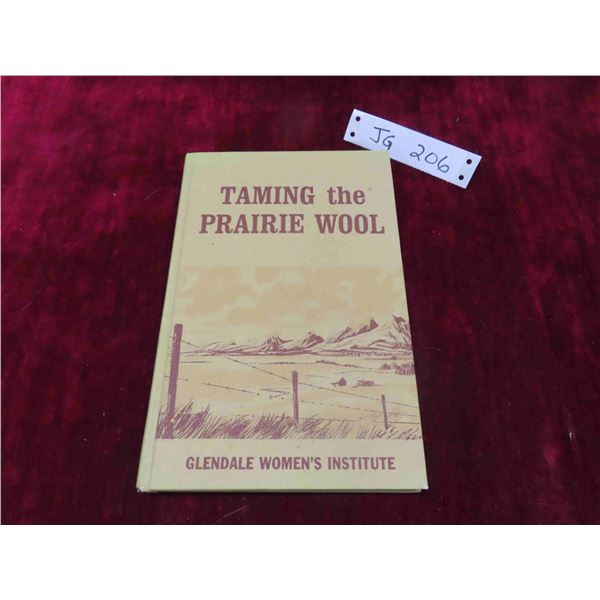 JG 206
TAMING the
PRAIRIE WOOL
GLENDALE WOMEN'S INSTITUTE